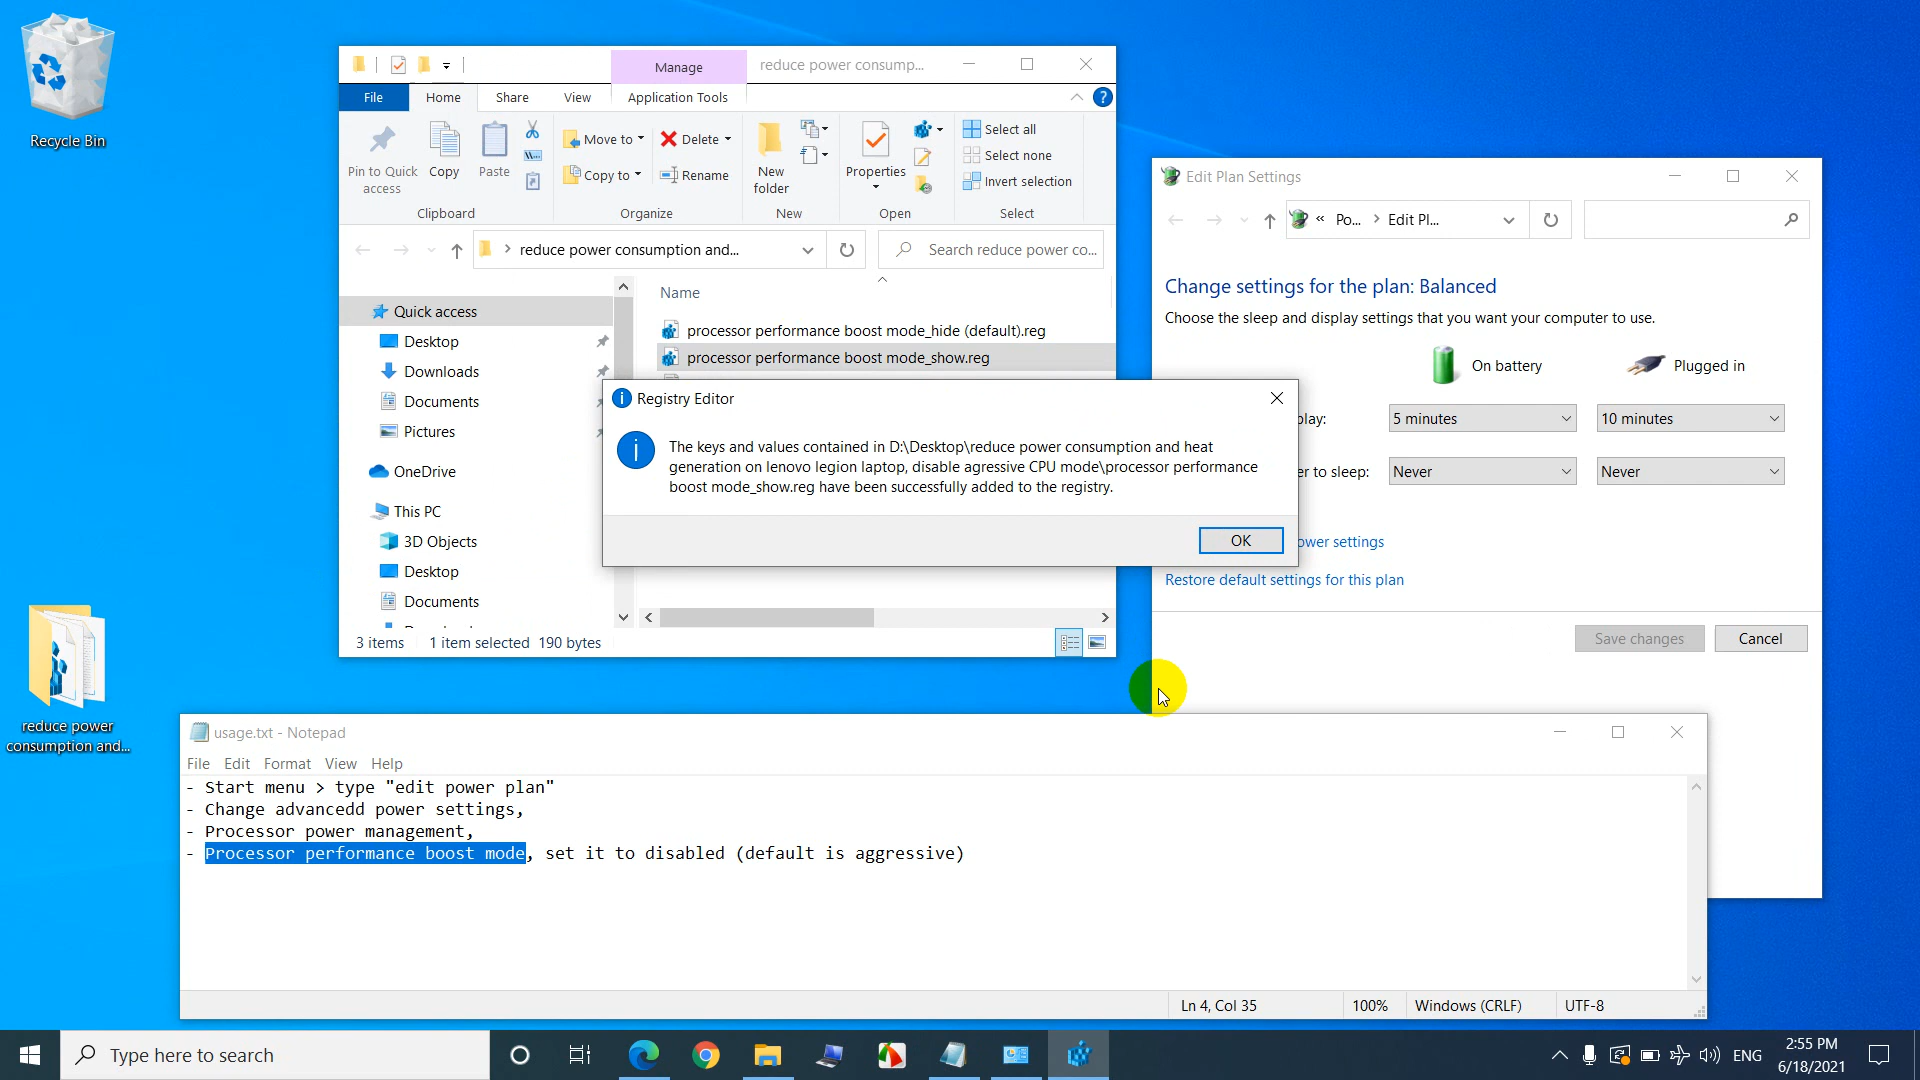 Recycle Bin
reduce power
consumption and...
Manage
reduce power consump...
File
Home
Share
View
Application Tools
Pin to Quick
access
Copy
Paste
Clipboard
Move to
Copy to
Delete
Rename
Organize
New
folder
New
Properties
Open
Select all
Select none
Invert selection
Select
reduce power consumption and...
Search reduce power co...
Quick access
Desktop
Downloads
Documents
Pictures
OneDrive
This PC
3D Objects
Desktop
Documents
Name
processor performance boost mode_hide (default).reg
processor performance boost mode_show.reg
3 items
1 item selected 190 bytes
Registry Editor
The keys and values contained in D:\Desktop\reduce power consumption and heat
generation on lenovo legion laptop, disable agressive CPU mode\processor performance
boost mode_show.reg have been successfully added to the registry.
OK
Edit Plan Settings
« Po... > Edit Pl...
Change settings for the plan: Balanced
Choose the sleep and display settings that you want your computer to use.
On battery
Plugged in
play:
5 minutes
10 minutes
er to sleep:
Never
Never
ower settings
Restore default settings for this plan
Save changes
Cancel
usage.txt - Notepad
File Edit Format View Help
- Start menu > type "edit power plan"
- Change advancedd power settings,
- Processor power management,
- Processor performance boost mode, set it to disabled (default is aggressive)
Ln 4, Col 35
100%
Windows (CRLF)
UTF-8
Type here to search
ENG
2:55 PM
6/18/2021